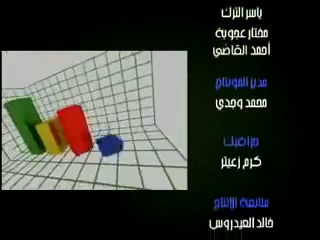 ياسر الترك
مختار عجوبة
أحمد القاضي
مدير المونتاج
محمد وجدي
جرافيك
كرم زعيتر
متابعة الإنتاج
خالد العيدروس